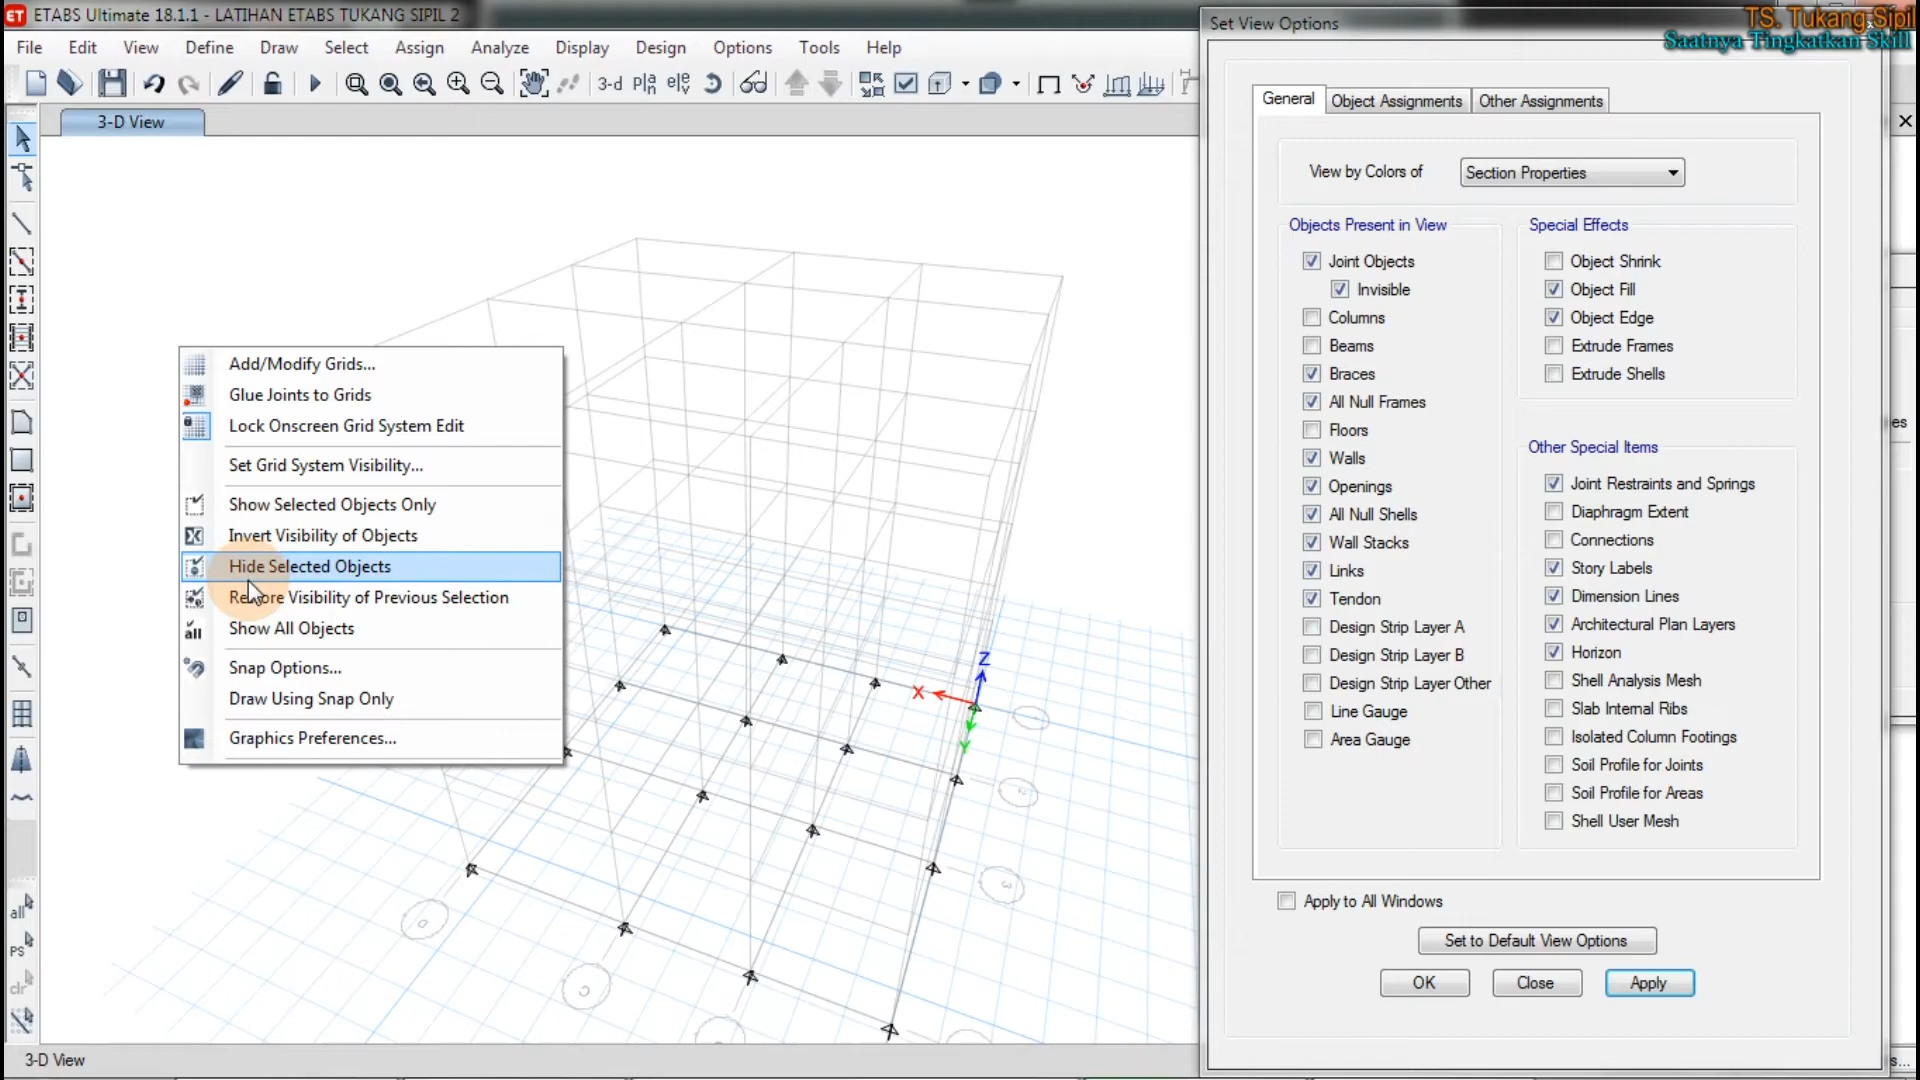 ETABS Ultimate 18.1.1 - LATIHAN ETABS TUKANG SIPIL 2
TS. Tukang Sipil
Saatnya Tingkatkan Skill
File Edit View Define Draw Select Assign Analyze Display Design Options Tools Help
3-d
3-D View
Add/Modify Grids...
Glue Joints to Grids
Lock Onscreen Grid System Edit
Set Grid System Visibility...
Show Selected Objects Only
Invert Visibility of Objects
Hide Selected Objects
Restore Visibility of Previous Selection
Show All Objects
Snap Options...
Draw Using Snap Only
Graphics Preferences...
all
all
PS
clr
Z
X
Y
2
3
D
C
3-D View
Set View Options
General Object Assignments Other Assignments
View by Colors of Section Properties
Objects Present in View
Joint Objects
Invisible
Columns
Beams
Braces
All Null Frames
Floors
Walls
Openings
All Null Shells
Wall Stacks
Links
Tendon
Design Strip Layer A
Design Strip Layer B
Design Strip Layer Other
Line Gauge
Area Gauge
Special Effects
Object Shrink
Object Fill
Object Edge
Extrude Frames
Extrude Shells
Other Special Items
Joint Restraints and Springs
Diaphragm Extent
Connections
Story Labels
Dimension Lines
Architectural Plan Layers
Horizon
Shell Analysis Mesh
Slab Internal Ribs
Isolated Column Footings
Soil Profile for Joints
Soil Profile for Areas
Shell User Mesh
Apply to All Windows
Set to Default View Options
OK Close Apply